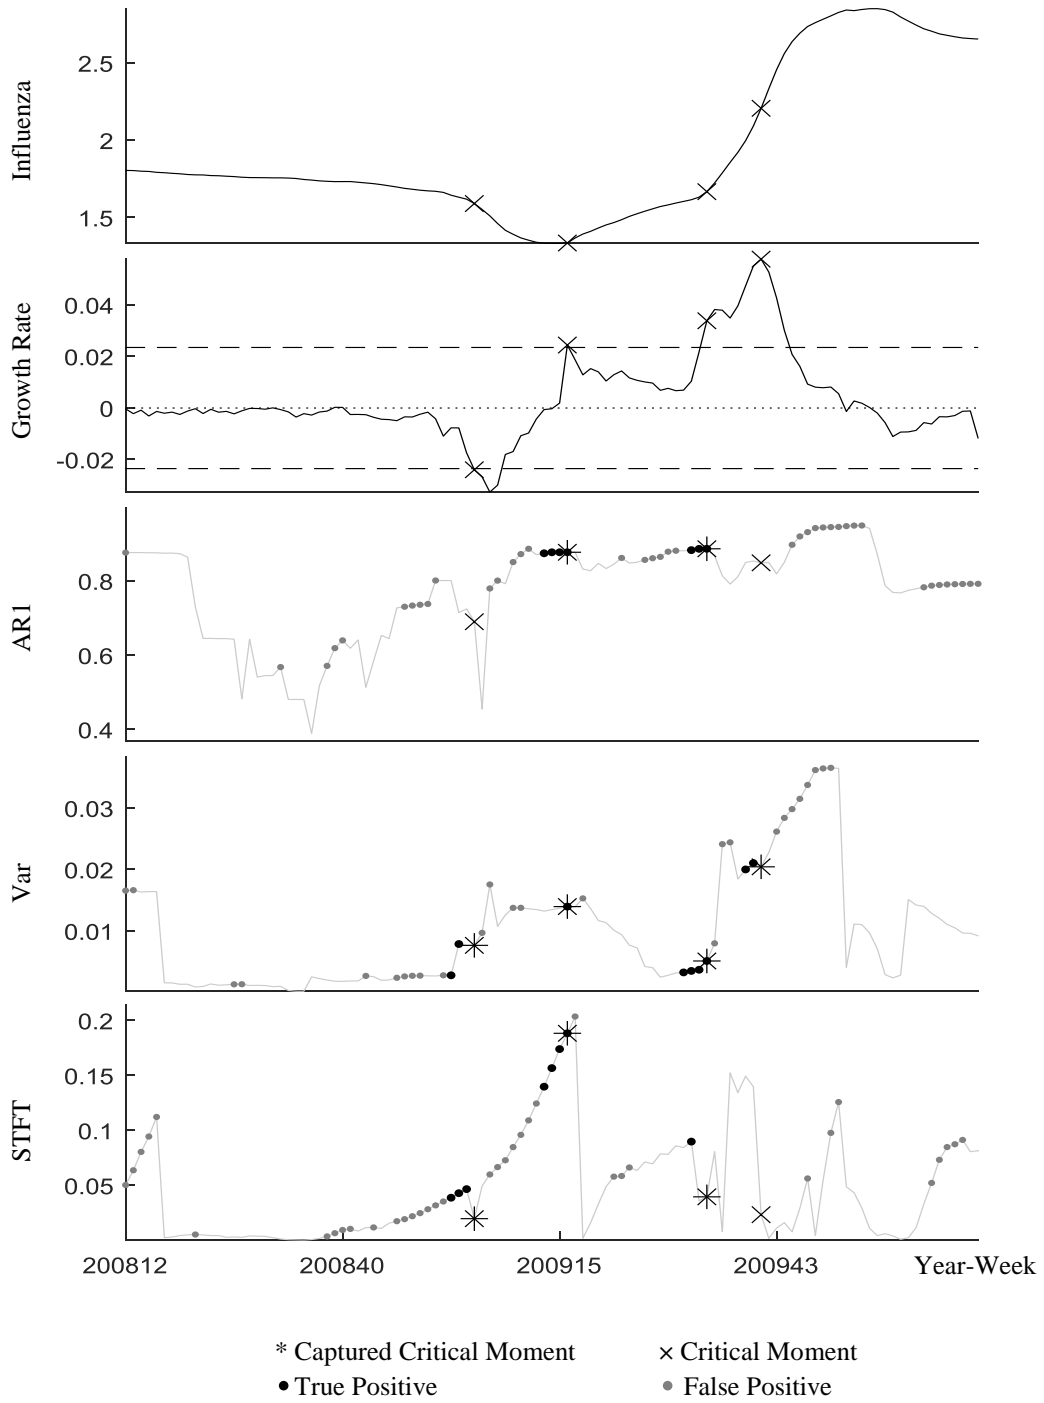 Influenza
2.5
2
1.5
Growth Rate
0.04
0.02
0
-0.02
AR1
0.8
0.6
0.4
Var
0.03
0.02
0.01
STFT
0.2
0.15
0.1
0.05
200812 200840 200915 200943 Year-Week
* Captured Critical Moment × Critical Moment
● True Positive ● False Positive